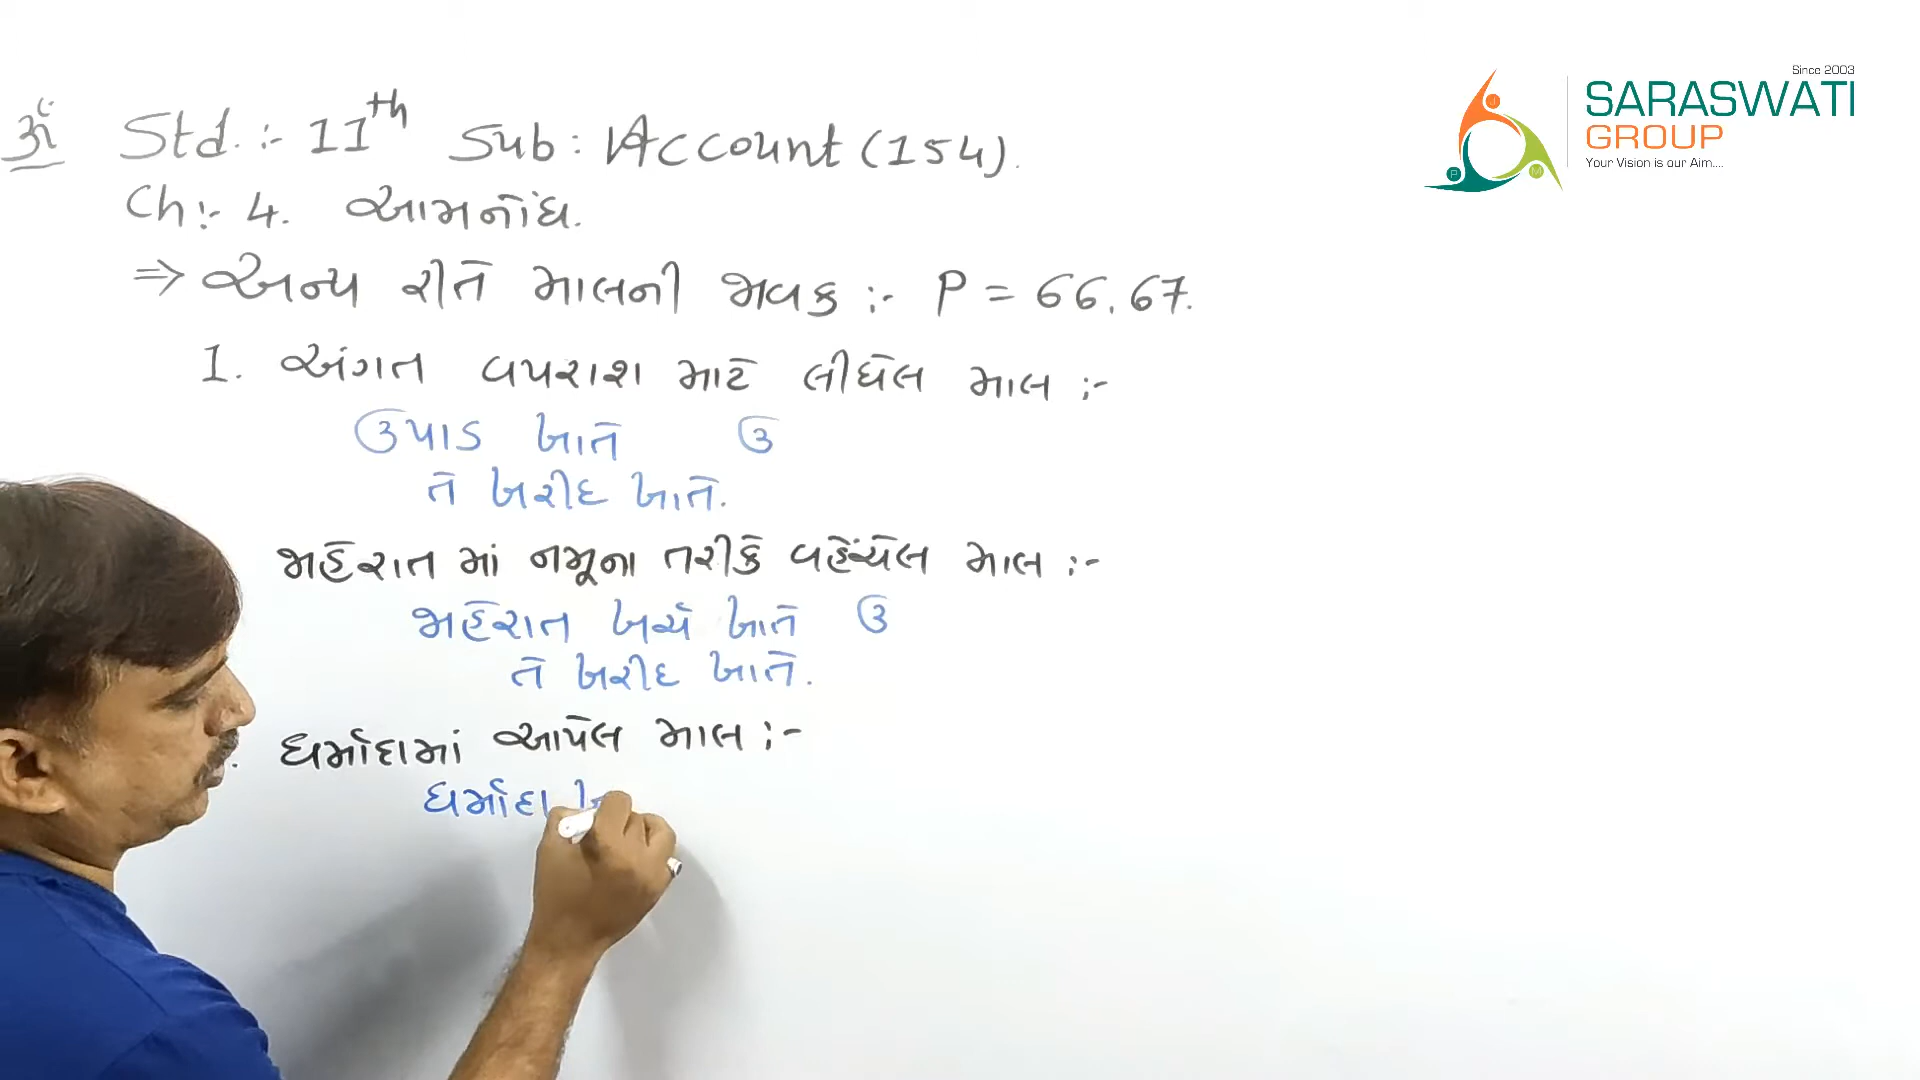 ૐ Std. :- 11th Sub : Account (154).
Ch :- 4. આમનોંધ.
⇒ અન્ય રીતે માલની જાવક :- P = 66, 67.
1. અંગત વપરાશ માટે લીધેલ માલ :-
ઉપાડ ખાતે ઉ
તે ખરીદ ખાતે.
જાહેરાત માં નમૂના તરીકે વહેંચેલ માલ :-
જાહેરાત ખર્ચ ખાતે ઉ
તે ખરીદ ખાતે.
ધર્માદામાં આપેલ માલ :-
ધર્માદા
Since 2003
SARASWATI
GROUP
Your Vision is our Aim....